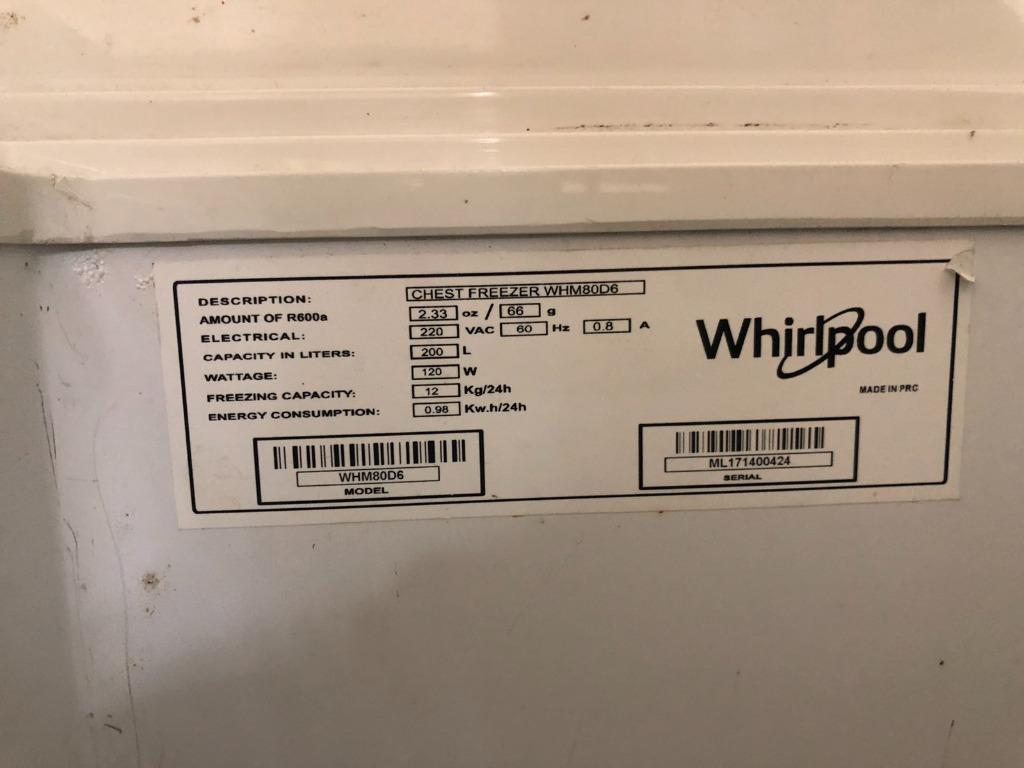 DESCRIPTION: CHEST FREEZER WHM80D6
AMOUNT OF R600a 2.33 oz / 66 g
ELECTRICAL: 220 VAC 60 Hz 0.8 A
CAPACITY IN LITERS: 200 L
WATTAGE: 120 W
FREEZING CAPACITY: 12 Kg/24h
ENERGY CONSUMPTION: 0.98 Kw.h/24h
Whirlpool
MADE IN PRC
WHM80D6
MODEL
ML171400424
SERIAL